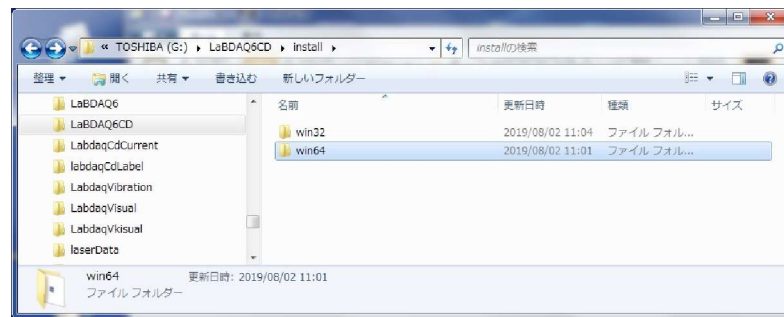 « TOSHIBA (G:) ▸ LaBDAQ6CD ▸ install ▸
installの検索
整理 ▼ 開く 共有 ▼ 書き込む 新しいフォルダー
LaBDAQ6
LaBDAQ6CD
LabdaqCdCurrent
labdaqCdLabel
LabdaqVibration
LabdaqVisual
LabdaqVkisual
laserData
名前 更新日時 種類 サイズ
win32 2019/08/02 11:04 ファイル フォル...
win64 2019/08/02 11:01 ファイル フォル...
win64 更新日時: 2019/08/02 11:01
ファイル フォルダー